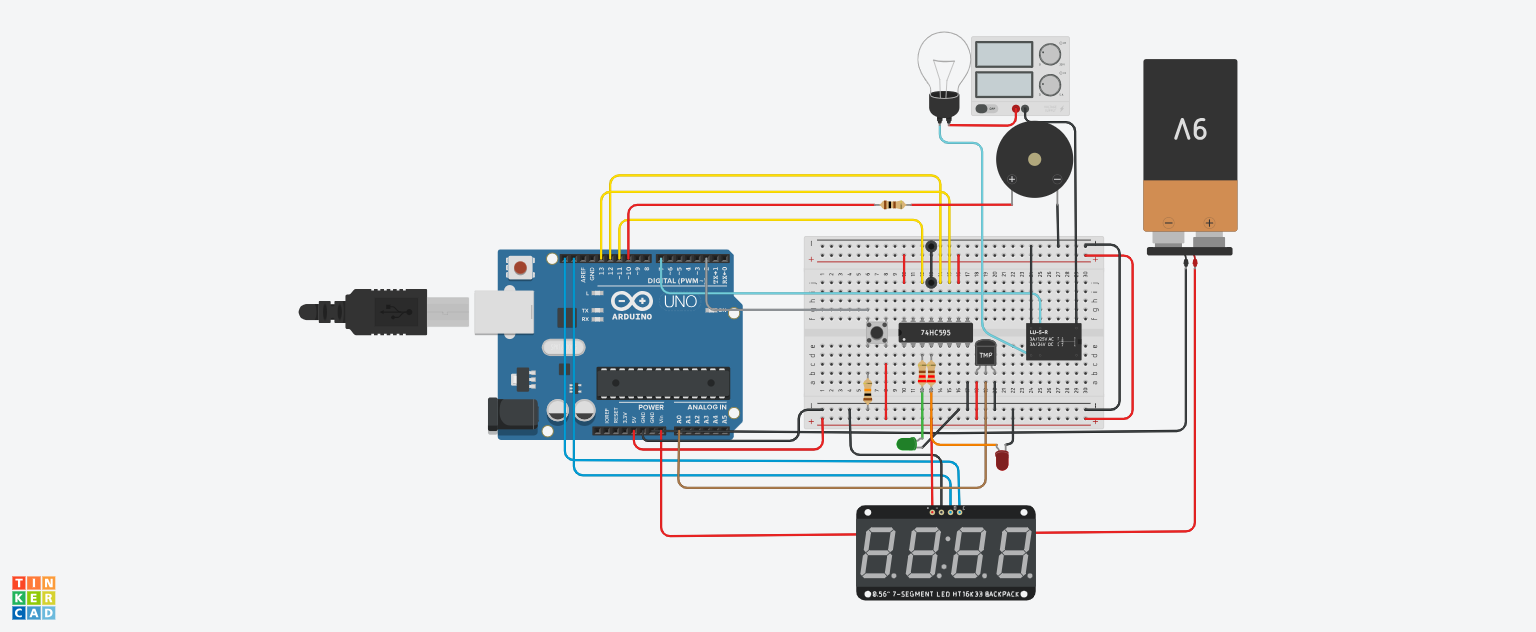 9V
AREF
GND
13
12
~11
~10
~9
8
7
~6
~5
4
~3
2
TX→1
RX←0
DIGITAL (PWM~)
L
TX
RX
UNO
ARDUINO
POWER
ANALOG IN
IOREF
RESET
3.3V
5V
GND
GND
Vin
A0
A1
A2
A3
A4
A5
74HC595
TMP
LU-5-R
0.56" 7-SEGMENT LED HT16K33 BACKPACK
TIN
KER
CAD